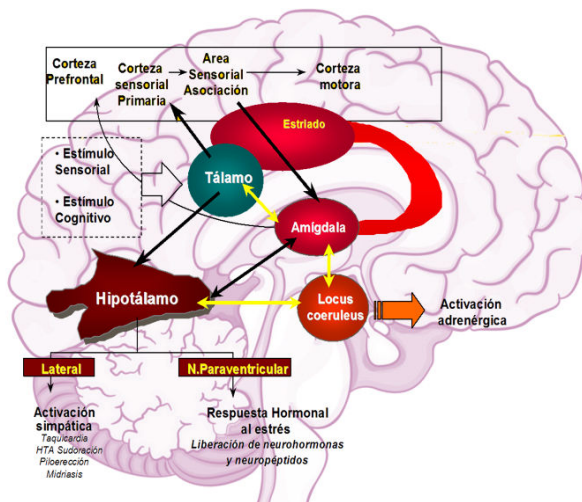 Corteza
Prefrontal
Corteza
sensorial
Primaria
Area
Sensorial
Asociación
Corteza
motora
Estriado
• Estímulo
Sensorial
• Estímulo
Cognitivo
Tálamo
Amígdala
Hipotálamo
Locus
coeruleus
Activación
adrenérgica
Lateral
N.Paraventricular
Activación
simpática
Taquicardia
HTA Sudoración
Piloerección
Midriasis
Respuesta Hormonal
al estrés
Liberación de neurohormonas
y neuropéptidos